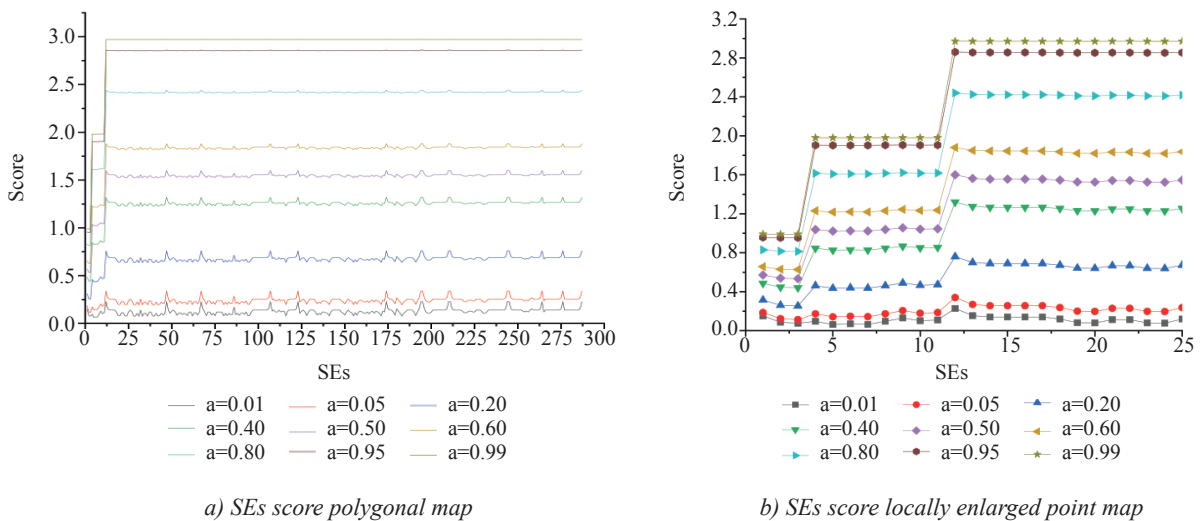 3.0
2.5
2.0
1.5
1.0
0.5
0.0
Score
0 25 50 75 100 125 150 175 200 225 250 275 300
SEs
a=0.01 a=0.05 a=0.20
a=0.40 a=0.50 a=0.60
a=0.80 a=0.95 a=0.99
a) SEs score polygonal map
3.2
2.8
2.4
2.0
1.6
1.2
0.8
0.4
0.0
Score
0 5 10 15 20 25
SEs
a=0.01 a=0.05 a=0.20
a=0.40 a=0.50 a=0.60
a=0.80 a=0.95 a=0.99
b) SEs score locally enlarged point map